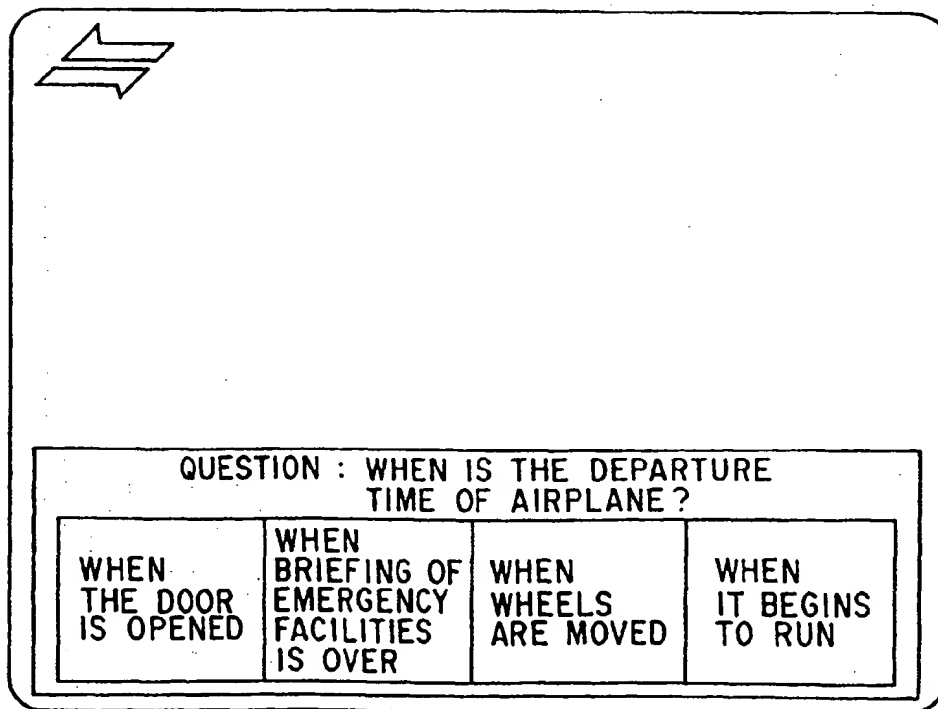 QUESTION : WHEN IS THE DEPARTURE
TIME OF AIRPLANE ?
WHEN
THE DOOR
IS OPENED
WHEN
BRIEFING OF
EMERGENCY
FACILITIES
IS OVER
WHEN
WHEELS
ARE MOVED
WHEN
IT BEGINS
TO RUN